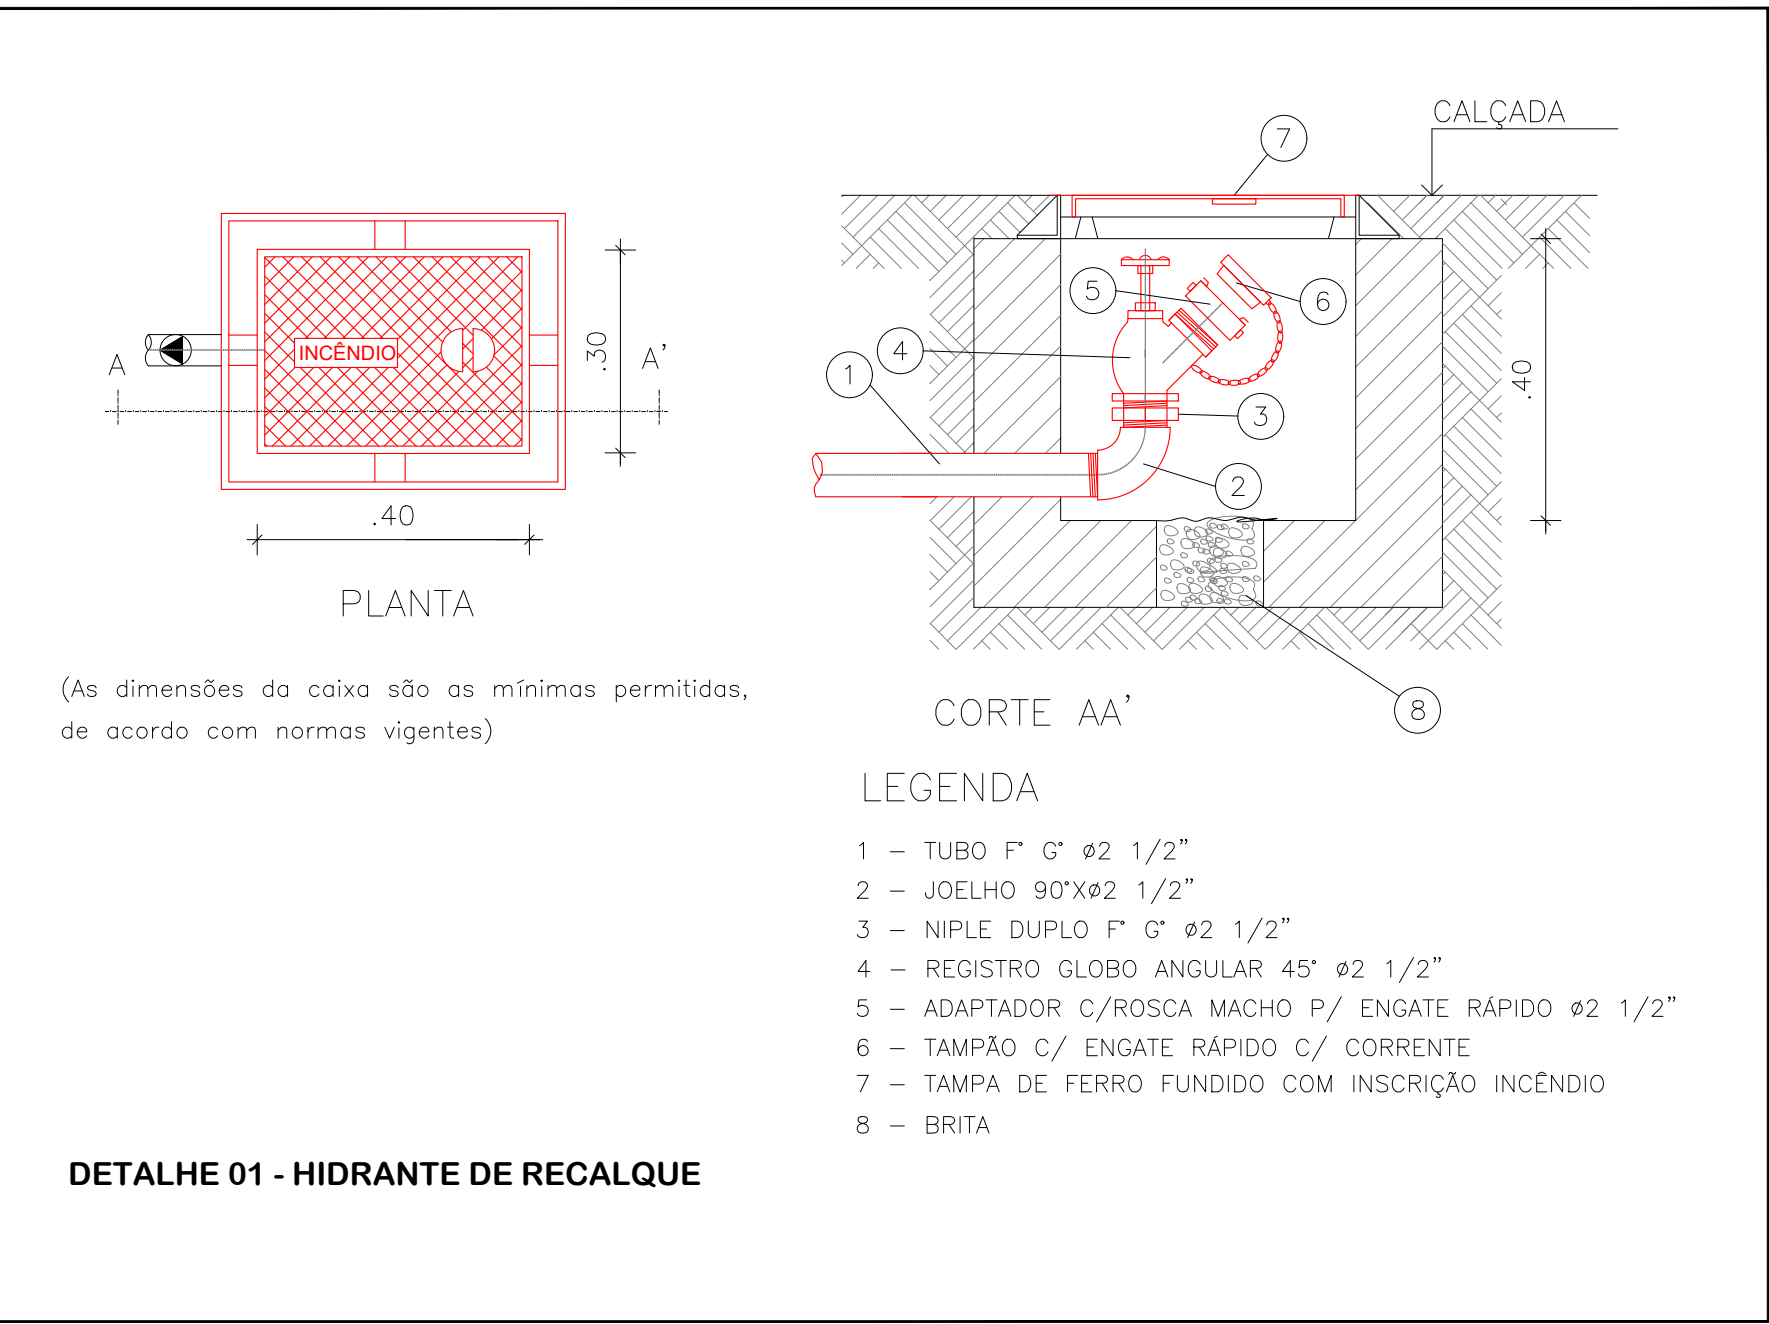 CALÇADA
7
INCÊNDIO
A
A'
.30
.40
PLANTA
(As dimensões da caixa são as mínimas permitidas,
de acordo com normas vigentes)
5
6
4
1
3
2
.40
8
CORTE AA'
LEGENDA
1 – TUBO F° G° ø2 1/2"
2 – JOELHO 90°Xø2 1/2"
3 – NIPLE DUPLO F° G° ø2 1/2"
4 – REGISTRO GLOBO ANGULAR 45° ø2 1/2"
5 – ADAPTADOR C/ROSCA MACHO P/ ENGATE RÁPIDO ø2 1/2"
6 – TAMPÃO C/ ENGATE RÁPIDO C/ CORRENTE
7 – TAMPA DE FERRO FUNDIDO COM INSCRIÇÃO INCÊNDIO
8 – BRITA
DETALHE 01 - HIDRANTE DE RECALQUE